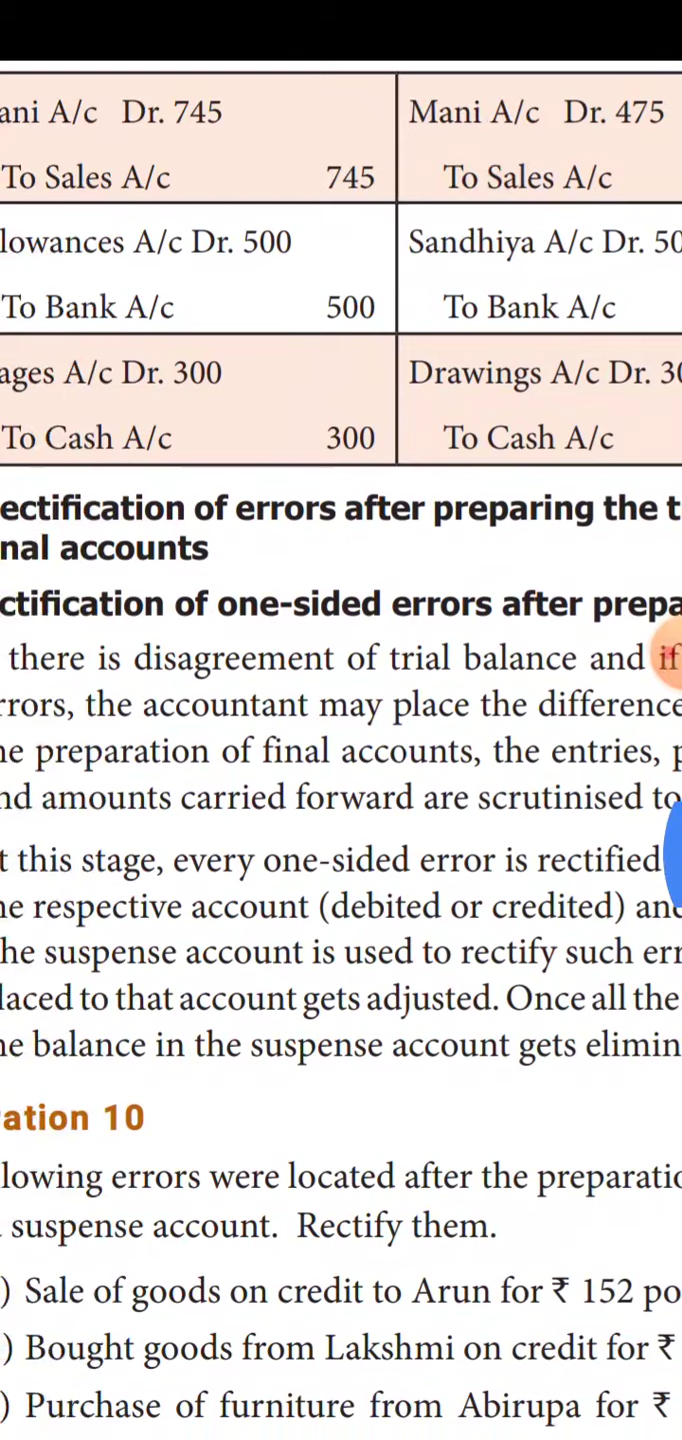 ani A/c Dr. 745
To Sales A/c 745
Mani A/c Dr. 475
To Sales A/c
lowances A/c Dr. 500
To Bank A/c 500
Sandhiya A/c Dr. 50
To Bank A/c
ages A/c Dr. 300
To Cash A/c 300
Drawings A/c Dr. 30
To Cash A/c
ectification of errors after preparing the t
nal accounts
ctification of one-sided errors after prepa
there is disagreement of trial balance and if
rrors, the accountant may place the difference
he preparation of final accounts, the entries, p
nd amounts carried forward are scrutinised to
t this stage, every one-sided error is rectified
he respective account (debited or credited) and
he suspense account is used to rectify such err
laced to that account gets adjusted. Once all the
he balance in the suspense account gets elimin
ation 10
lowing errors were located after the preparatio
suspense account. Rectify them.
) Sale of goods on credit to Arun for ₹ 152 po
) Bought goods from Lakshmi on credit for ₹
) Purchase of furniture from Abirupa for ₹